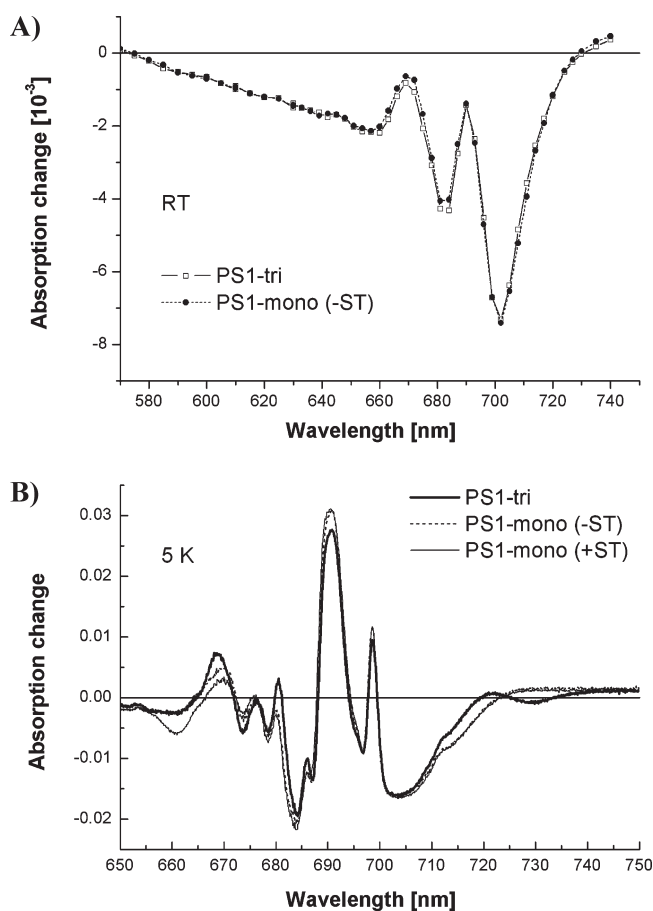 A)
Absorption change [10⁻³]
0
-2
-4
-6
-8
RT
PS1-tri
PS1-mono (-ST)
580 600 620 640 660 680 700 720 740
Wavelength [nm]
B)
Absorption change
0.03
0.02
0.01
0.00
-0.01
-0.02
5 K
PS1-tri
PS1-mono (-ST)
PS1-mono (+ST)
650 660 670 680 690 700 710 720 730 740 750
Wavelength [nm]